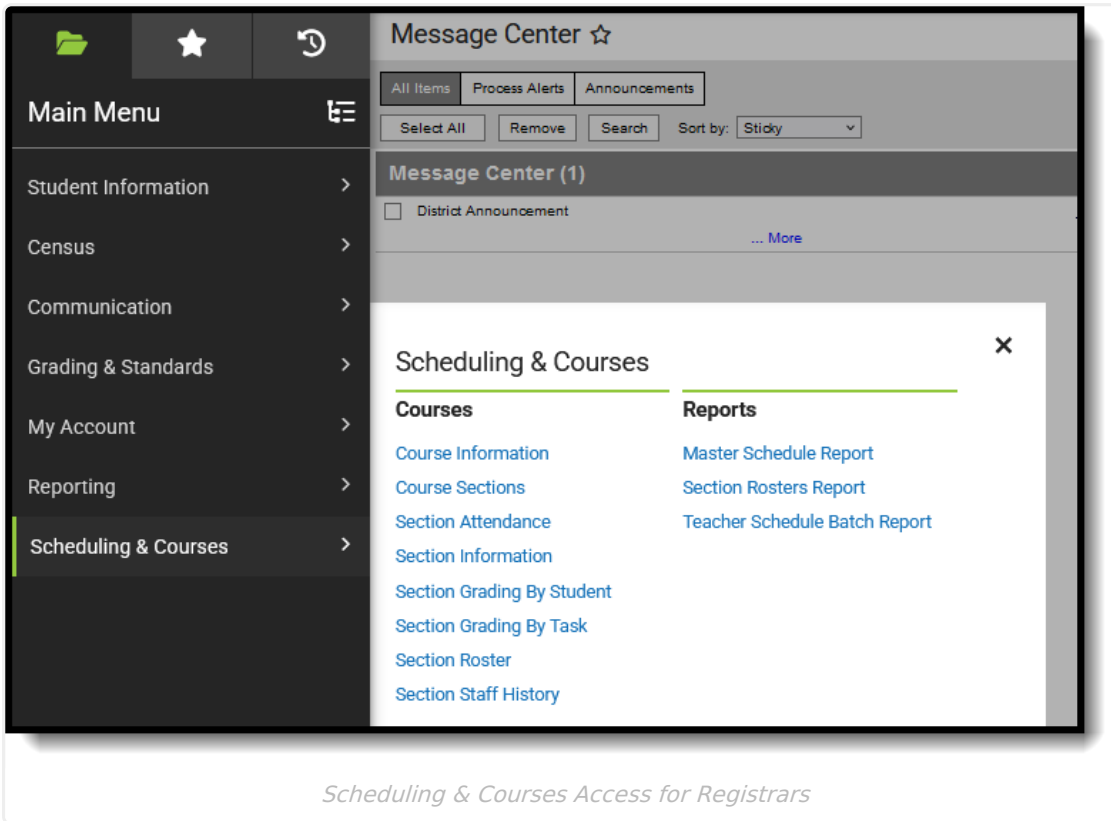 Message Center
All Items Process Alerts Announcements
Main Menu
Select All Remove Search Sort by: Sticky
Message Center (1)
Student Information
District Announcement
... More
Census
Communication
Grading & Standards
My Account
Reporting
Scheduling & Courses
Scheduling & Courses
Courses
Course Information
Course Sections
Section Attendance
Section Information
Section Grading By Student
Section Grading By Task
Section Roster
Section Staff History
Reports
Master Schedule Report
Section Rosters Report
Teacher Schedule Batch Report
Scheduling & Courses Access for Registrars